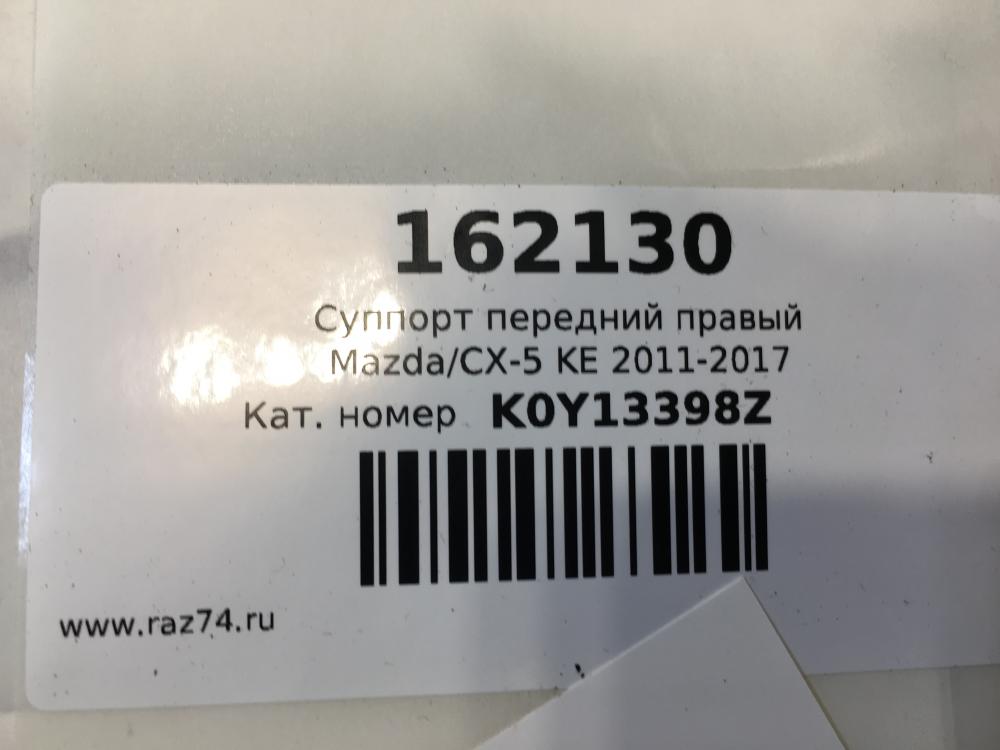 162130
Суппорт передний правый
Mazda/CX-5 KE 2011-2017
Кат. номер K0Y13398Z
www.raz74.ru